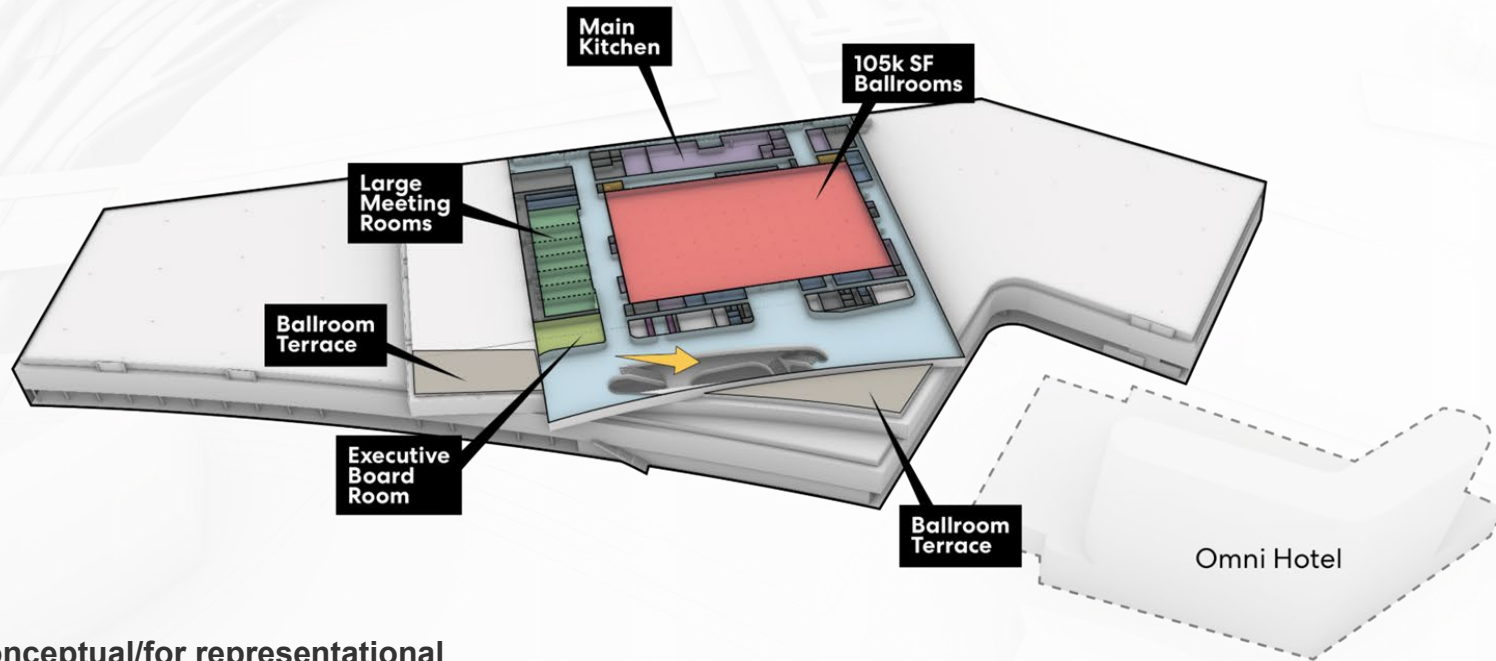 Main
Kitchen
105k SF
Ballrooms
Large
Meeting
Rooms
Ballroom
Terrace
Executive
Board
Room
Ballroom
Terrace
Omni Hotel
onceptual/for representational